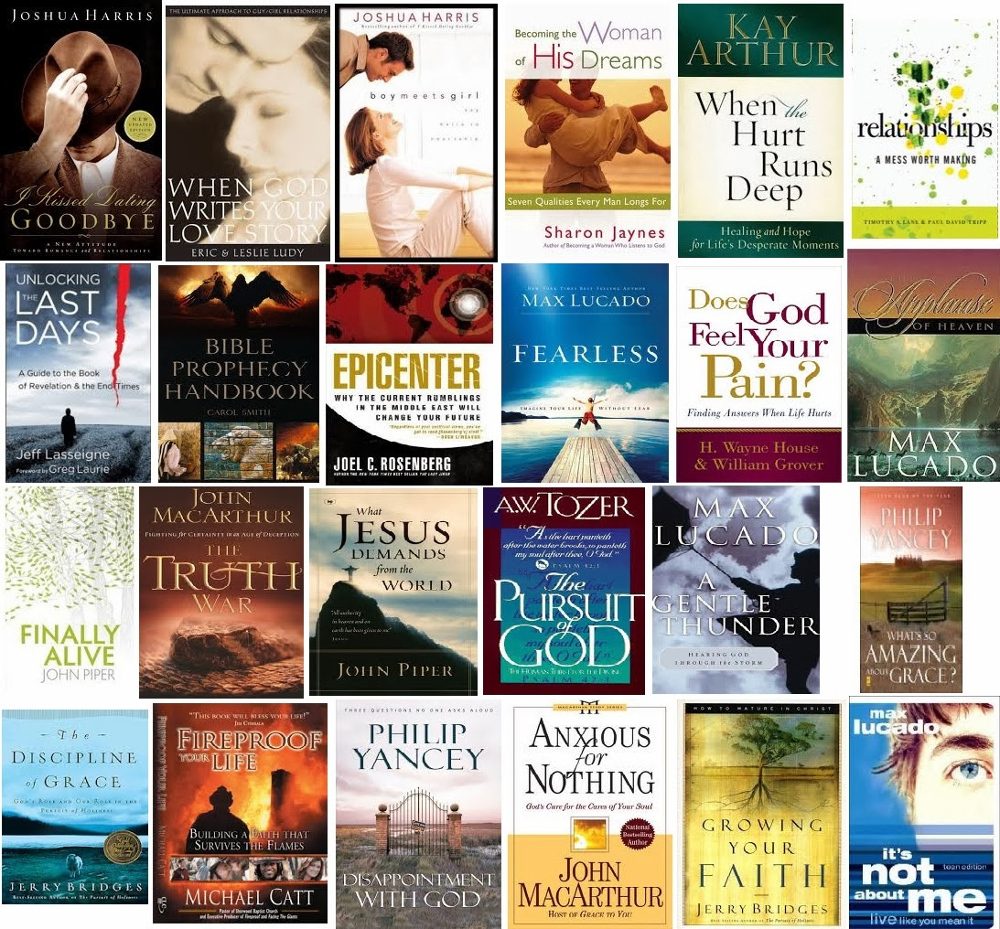 JOSHUA HARRIS
NEW
UPDATED
EDITION
I Kissed Dating
GOODBYE
A NEW ATTITUDE
TOWARD ROMANCE and RELATIONSHIPS
THE ULTIMATE APPROACH TO GUY/GIRL RELATIONSHIPS
WHEN GOD
WRITES YOUR
LOVE STORY
ERIC & LESLIE LUDY
JOSHUA HARRIS
Bestselling author of I Kissed Dating Goodbye
boy meets girl
say
hello to
courtship
Becoming the Woman
of His Dreams
Seven Qualities Every Man Longs For
Sharon Jaynes
Author of Becoming a Woman Who Listens to God
KAY
ARTHUR
When the
Hurt
Runs
Deep
Healing and Hope
for Life's Desperate Moments
relationships
A MESS WORTH MAKING
TIMOTHY S. LANE & PAUL DAVID TRIPP
UNLOCKING
THE LAST
DAYS
A Guide to the Book
of Revelation & the End Times
Jeff Lasseigne
Foreword by Greg Laurie
BIBLE
PROPHECY
HANDBOOK
CAROL SMITH
EPICENTER
WHY THE CURRENT RUMBLINGS
IN THE MIDDLE EAST WILL
CHANGE YOUR FUTURE
"Regardless of your political views, you've
got to read Rosenberg's stuff."
—RUSH LIMBAUGH
JOEL C. ROSENBERG
AUTHOR THE NEW YORK TIMES BEST SELLER THE LAST JIHAD
NEW YORK TIMES BEST-SELLING AUTHOR
MAX LUCADO
FEARLESS
IMAGINE YOUR LIFE WITHOUT FEAR
Does God
Feel Your
Pain?
Finding Answers When Life Hurts
H. Wayne House
& William Grover
Applause
OF HEAVEN
MAX
LUCADO
FINALLY
ALIVE
JOHN PIPER
JOHN
MACARTHUR
FIGHTING for CERTAINTY in an AGE of DECEPTION
THE
TRUTH
WAR
What
JESUS
DEMANDS
from the
WORLD
"All authority
in heaven and on
earth has been given to me"
JOHN PIPER
A.W. TOZER
"As the hart panteth
after the water brooks, so panteth
my soul after thee, O God."
PSALM 42:1
The
PURSUIT
of
GOD
THE HUMAN THIRST FOR THE DIVINE
PSALM 42:1
MAX
LUCADO
A
GENTLE
THUNDER
HEARING GOD
THROUGH THE STORM
PHILIP
YANCEY
WHAT'S SO
AMAZING
ABOUT GRACE?
The
DISCIPLINE
of GRACE
GOD'S ROLE AND OUR ROLE IN THE
PURSUIT OF HOLINESS
JERRY BRIDGES
BEST-SELLING AUTHOR OF The Pursuit of Holiness
"THIS BOOK WILL BLESS YOUR LIFE!"
JIM CYMBALA
FIREPROOF
YOUR LIFE
BUILDING A FAITH THAT
SURVIVES THE FLAMES
MICHAEL CATT
Pastor of Sherwood Baptist Church
and Executive Producer of Fireproof and Facing The Giants
THREE QUESTIONS NO ONE ASKS ALOUD
PHILIP
YANCEY
DISAPPOINTMENT
WITH GOD
MACARTHUR STUDY SERIES
ANXIOUS
for
NOTHING
God's Cure for the Cares of Your Soul
National
Bestselling
Author
JOHN
MACARTHUR
HOST OF GRACE TO YOU
HOW TO MATURE IN CHRIST
GROWING
YOUR
FAITH
JERRY BRIDGES
BEST-SELLING AUTHOR OF The Pursuit of Holiness
max
lucado
it's
not teen edition
about me
live like you mean it